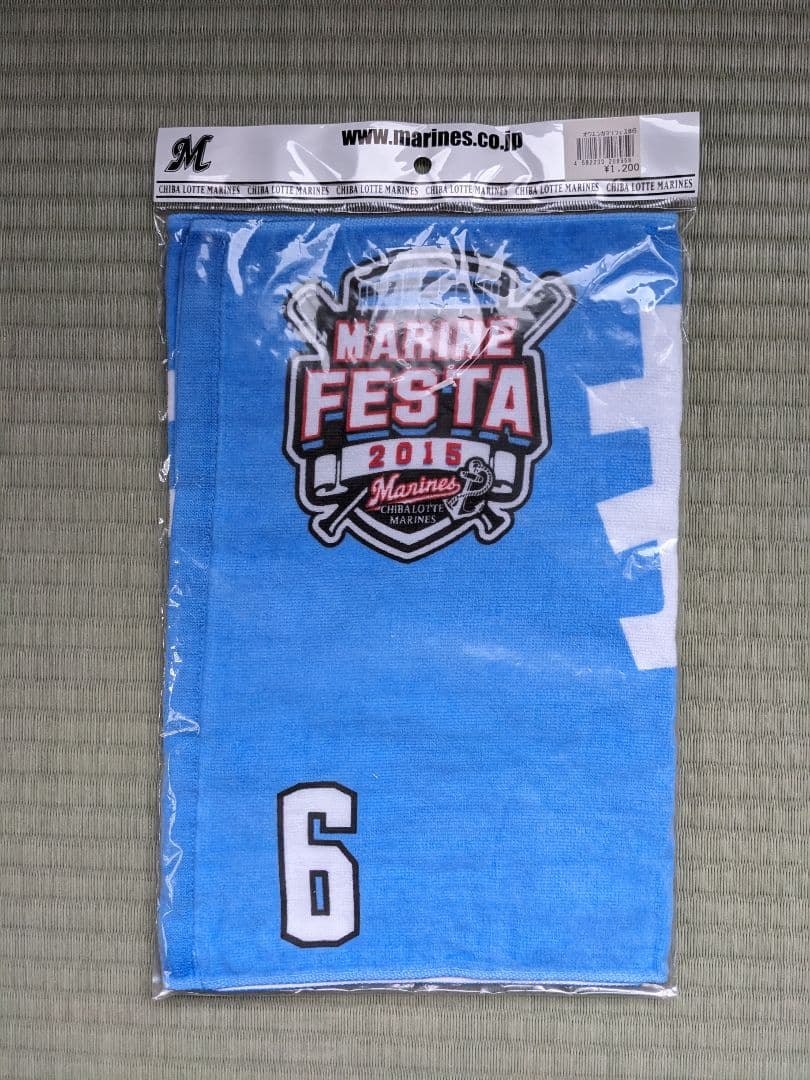 M
www.marines.co.jp
¥1,200
CHIBA LOTTE MARINES CHIBA LOTTE MARINES CHIBA LOTTE MARINES CHIBA LOTTE MARINES CHIBA LOTTE MARINES CHIBA LOTTE MARINES
MARINE
FESTA
2015
Marines
CHIBA LOTTE
MARINES
6